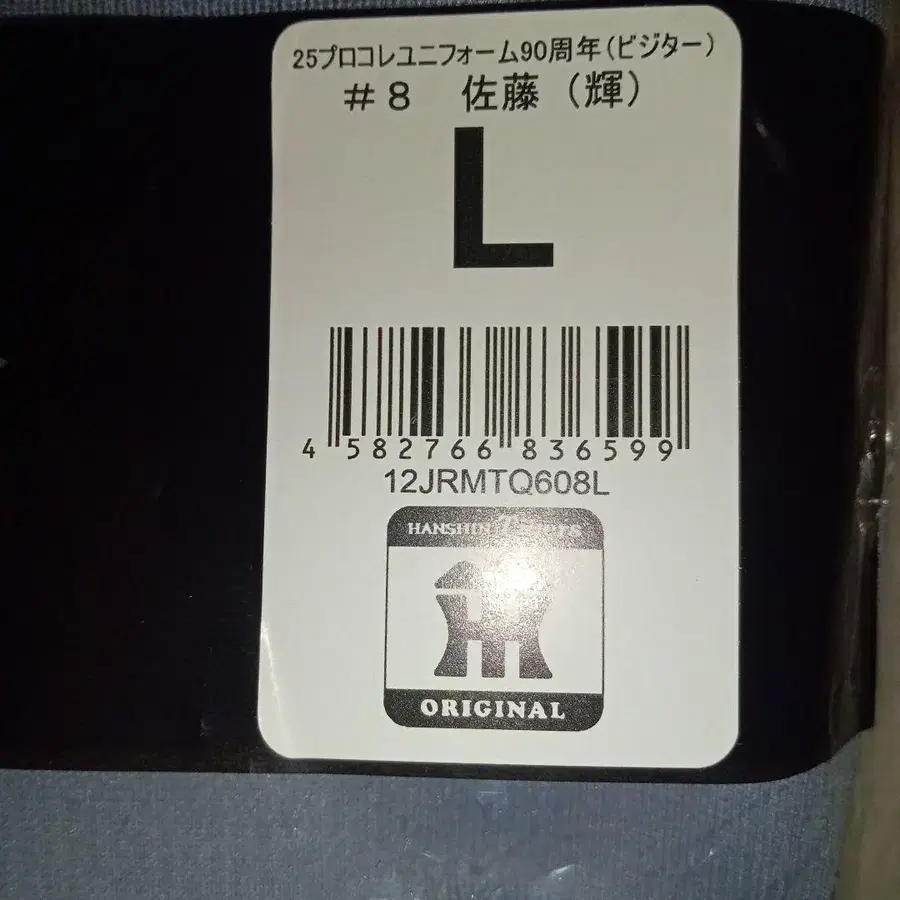 25プロコレユニフォーム90周年(ビジター)
#8 佐藤(輝)
L
4 582766 836599
12JRMTQ608L
HANSHIN
ORIGINAL